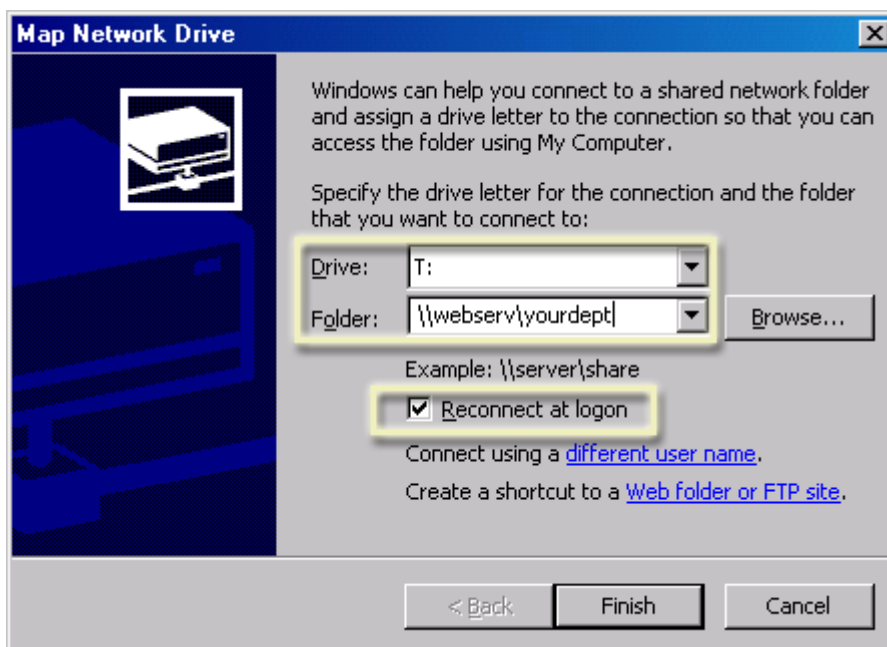 Map Network Drive
Windows can help you connect to a shared network folder
and assign a drive letter to the connection so that you can
access the folder using My Computer.
Specify the drive letter for the connection and the folder
that you want to connect to:
Drive: T:
Folder: \\webserv\yourdept Browse...
Example: \\server\share
Reconnect at logon
Connect using a different user name.
Create a shortcut to a Web folder or FTP site.
< Back Finish Cancel